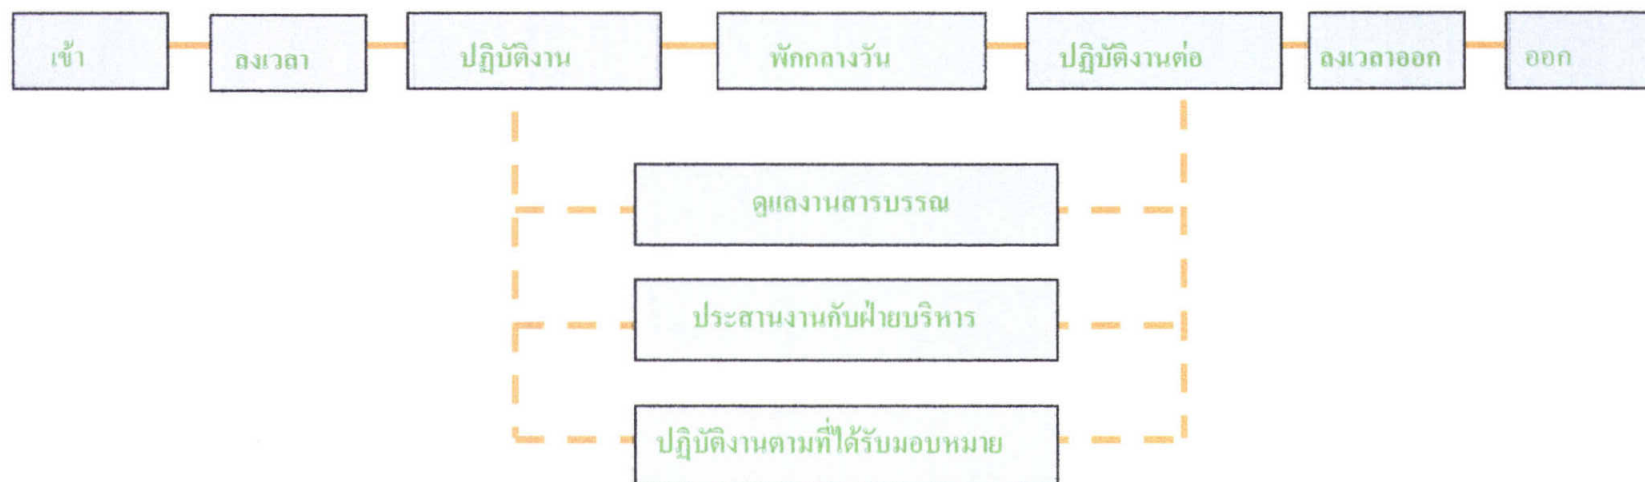 เข้า
ลงเวลา
ปฏิบัติงาน
พักกลางวัน
ปฏิบัติงานต่อ
ลงเวลาออก
ออก
ดูแลงานสารบรรณ
ประสานงานกับฝ่ายบริหาร
ปฏิบัติงานตามที่ได้รับมอบหมาย